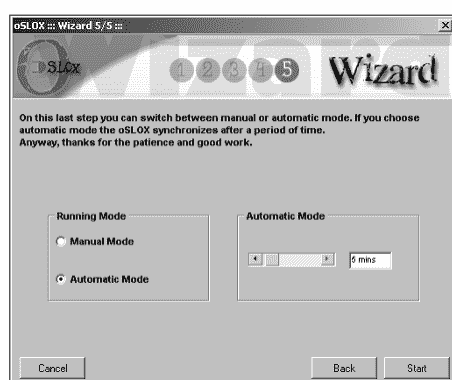 oSLOX ::: Wizard 5/5 :::
SLOX
1 2 3 4 5
Wizard
On this last step you can switch between manual or automatic mode. If you choose
automatic mode the oSLOX synchronizes after a period of time.
Anyway, thanks for the patience and good work.
Running Mode
Manual Mode
Automatic Mode
Automatic Mode
5 mins
Cancel
Back
Start